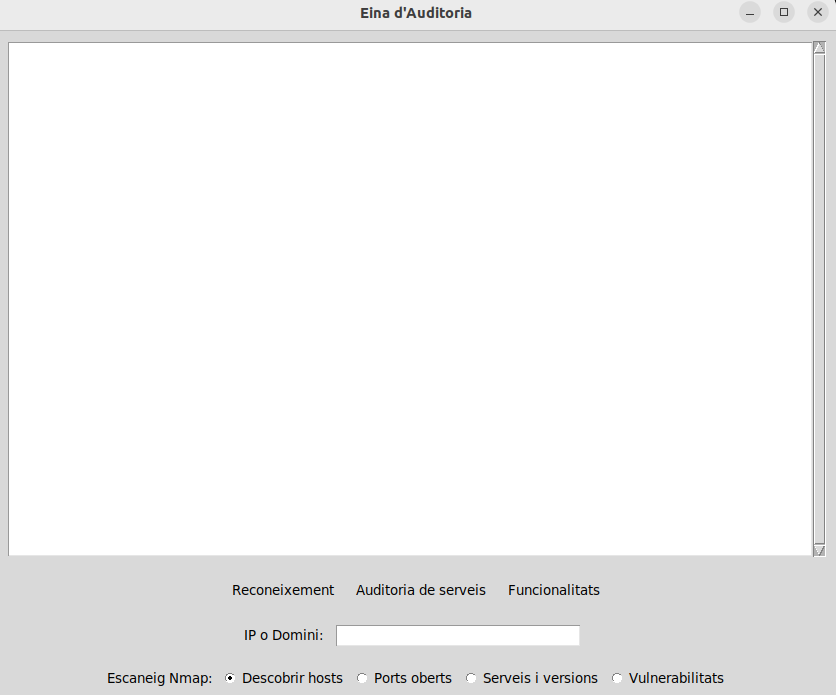 Eina d'Auditoria
Reconeixement Auditoria de serveis Funcionalitats
IP o Domini:
Escaneig Nmap: Descobrir hosts Ports oberts Serveis i versions Vulnerabilitats